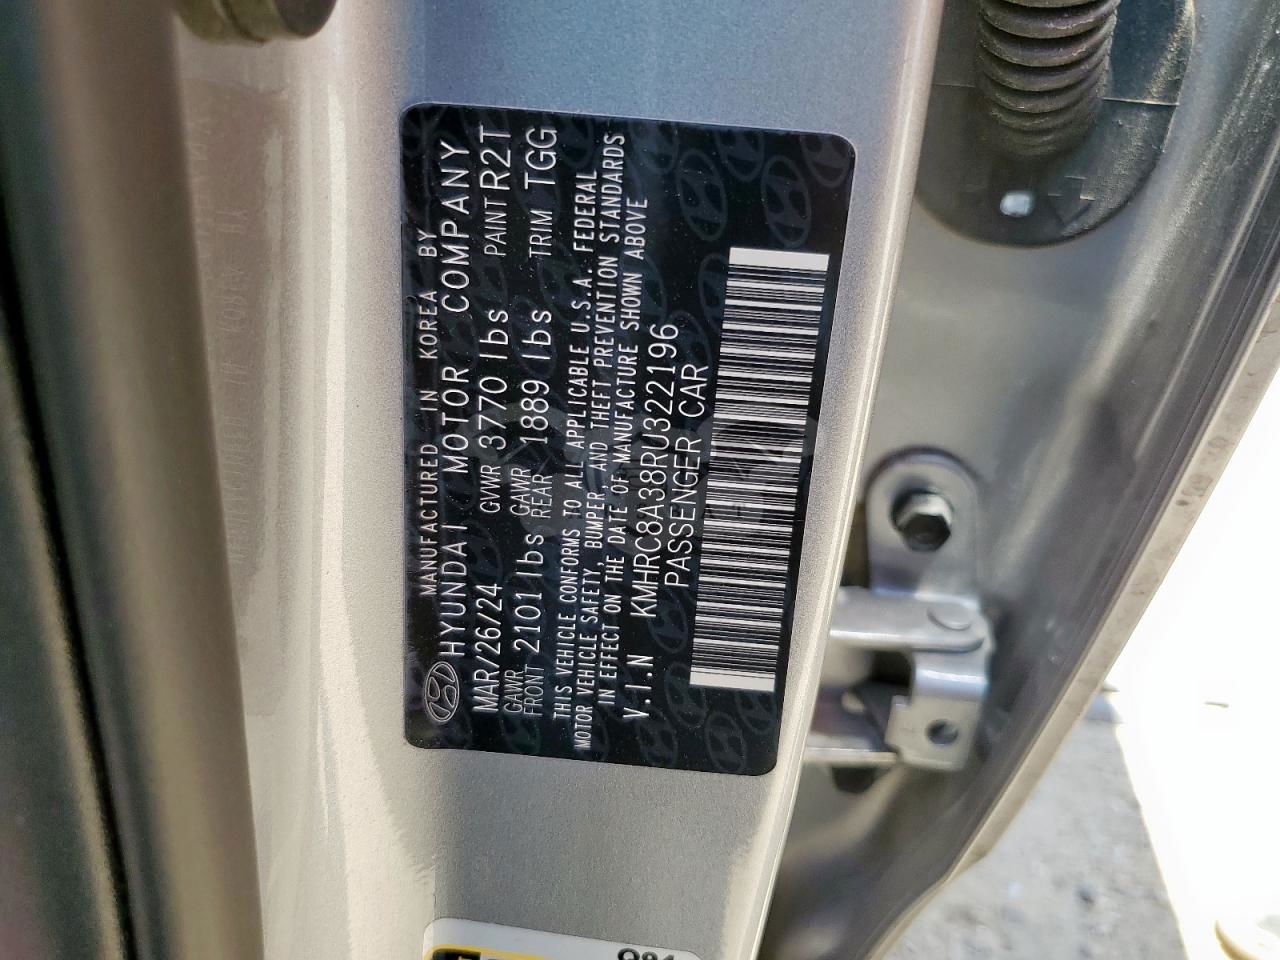 MANUFACTURED IN KOREA BY
HYUNDAI MOTOR COMPANY
MAR/26/24 GVWR 3770 lbs PAINT R2T
GAWR FRONT 2101 lbs GAWR REAR 1889 lbs TRIM TGG
THIS VEHICLE CONFORMS TO ALL APPLICABLE U.S.A. FEDERAL
MOTOR VEHICLE SAFETY, BUMPER, AND THEFT PREVENTION STANDARDS
IN EFFECT ON THE DATE OF MANUFACTURE SHOWN ABOVE
V.I.N KMHRC8A38RU322196
PASSENGER CAR